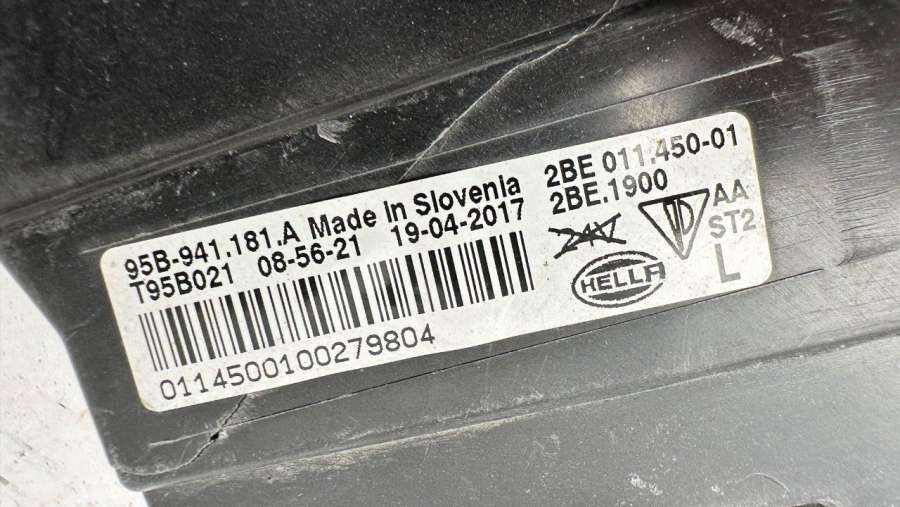 95B-941.181.A Made In Slovenia
T95B021 08-56-21 19-04-2017
0114500100279804
2BE 011.450-01
2BE.1900
24V
AA
ST2
HELLA
L